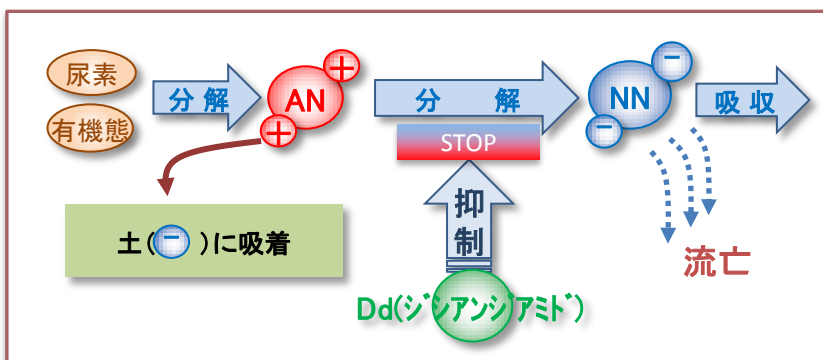 尿素
有機態
分解
+
AN
+
分解
STOP
−
NN
−
吸収
土(−)に吸着
抑制
流亡
Dd(ジシアンジアミド)